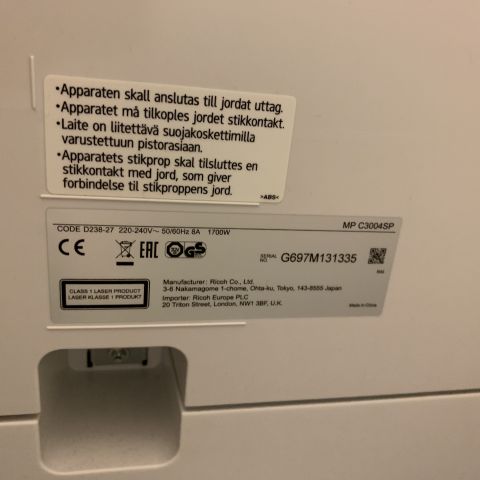 •Apparaten skall anslutas till jordat uttag.
•Apparatet må tilkoples jordet stikkontakt.
•Laite on liitettävä suojakoskettimilla
varustettuun pistorasiaan.
•Apparatets stikprop skal tilsluttes en
stikkontakt med jord, som giver
forbindelse til stikproppens jord.
>ABS<
CODE D238-27 220-240V~ 50/60Hz 8A 1700W
MP C3004SP
CE EAC GS
SERIAL NO. G697M131335
CLASS 1 LASER PRODUCT
LASER KLASSE 1 PRODUKT
Manufacturer: Ricoh Co., Ltd.
3-6 Nakamagome 1-chome, Ohta-ku, Tokyo, 143-8555 Japan
Importer: Ricoh Europe PLC
20 Triton Street, London, NW1 3BF, U.K.
Made in China